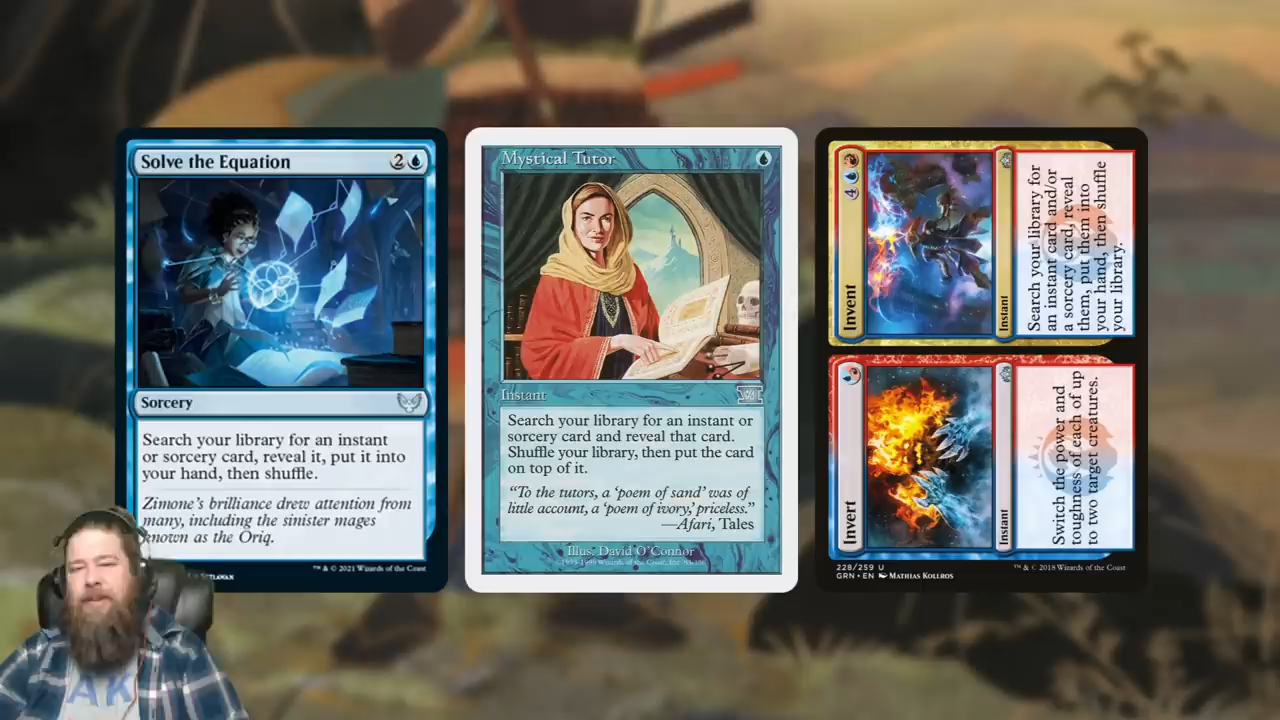 Solve the Equation 2
Sorcery
Search your library for an instant
or sorcery card, reveal it, put it into
your hand, then shuffle.
Zimone's brilliance drew attention from
many, including the sinister mages
known as the Oriq.
™ & © 2021 Wizards of the Coast
Mystical Tutor
Instant
Search your library for an instant or
sorcery card and reveal that card.
Shuffle your library, then put the card
on top of it.
"To the tutors, a 'poem of sand' was of
little account, a 'poem of ivory,' priceless."
—Afari, Tales
Illus. David O'Connor
Invent 4
Instant
Search your library for
an instant card and/or
a sorcery card, reveal
them, put them into
your hand, then shuffle
your library.
Invert
Instant
Switch the power and
toughness of each of up
to two target creatures.
228/259 U
GRN • EN Mathias Kollros
™ & © 2018 Wizards of the Coast
AK